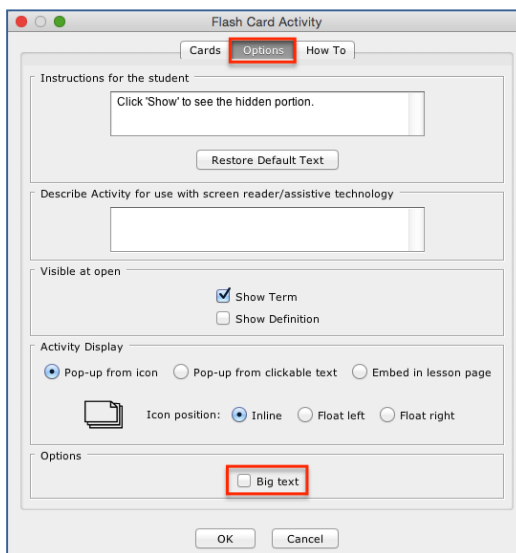 Flash Card Activity
Cards Options How To
Instructions for the student
Click 'Show' to see the hidden portion.
Restore Default Text
Describe Activity for use with screen reader/assistive technology
Visible at open
Show Term
Show Definition
Activity Display
Pop-up from icon Pop-up from clickable text Embed in lesson page
Icon position: Inline Float left Float right
Options
Big text
OK Cancel